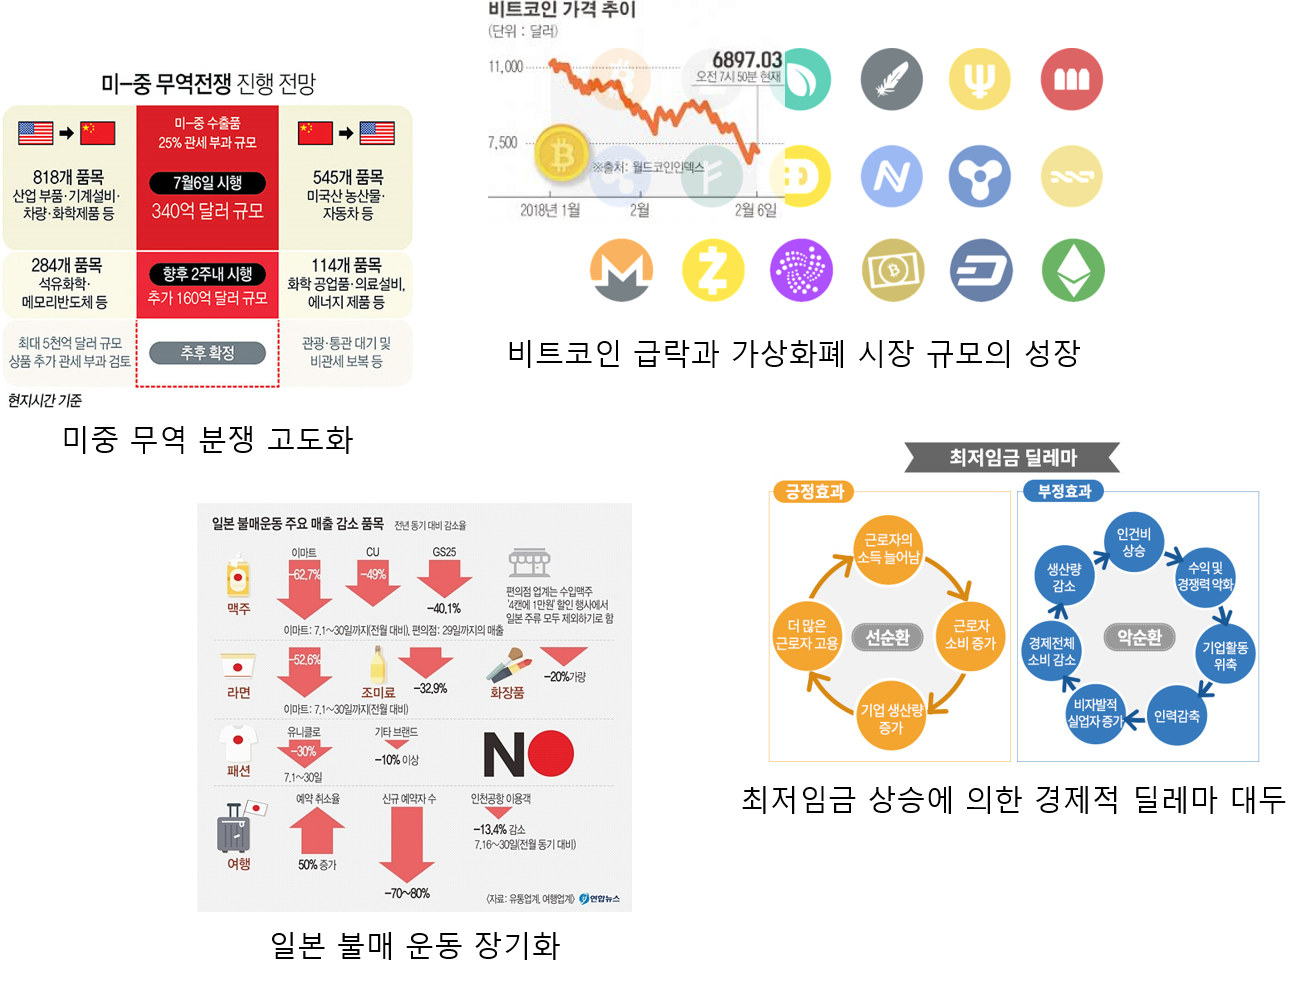 미-중 무역전쟁 진행 전망
미-중 수출품
25% 관세 부과 규모
818개 품목
산업 부품·기계설비·
차량·화학제품 등
7월6일 시행
340억 달러 규모
545개 품목
미국산 농산물·
자동차 등
284개 품목
석유화학·
메모리반도체 등
향후 2주내 시행
추가 160억 달러 규모
114개 품목
화학 공업품·의료설비,
에너지 제품 등
최대 5천억 달러 규모
상품 추가 관세 부과 검토
추후 확정
관광·통관 대기 및
비관세 보복 등
현지시간 기준
미중 무역 분쟁 고도화
비트코인 가격 추이
(단위 : 달러)
11,000
6897.03
오전 7시 50분 현재
7,500
※출처 : 월드코인인덱스
2018년 1월
2월
2월 6일
비트코인 급락과 가상화폐 시장 규모의 성장
일본 불매운동 주요 매출 감소 품목 전년 동기 대비 감소율
맥주
이마트
-62,7%
CU
-49%
GS25
-40.1%
편의점 업계는 수입맥주
'4캔에 1만원' 할인 행사에서
일본 주류 모두 제외하기로 함
이마트: 7.1~30일까지(전월 대비), 편의점: 29일까지의 매출
라면
-52,6%
조미료
-32,9%
화장품
-20%가량
이마트: 7.1~30일까지(전월 대비)
패션
유니클로
-30%
7.1~30일
기타 브랜드
-10% 이상
NO
여행
예약 취소율
50% 증가
신규 예약자 수
-70~80%
인천공항 이용객
-13,4% 감소
7.16~30일(전월 동기 대비)
〈자료: 유통업계, 여행업계〉 연합뉴스
일본 불매 운동 장기화
최저임금 딜레마
긍정효과
근로자의
소득 늘어남
근로자
소비 증가
기업 생산량
증가
더 많은
근로자 고용
선순환
부정효과
인건비
상승
수익 및
경쟁력 악화
기업활동
위축
인력감축
비자발적
실업자 증가
경제전체
소비 감소
생산량
감소
악순환
최저임금 상승에 의한 경제적 딜레마 대두